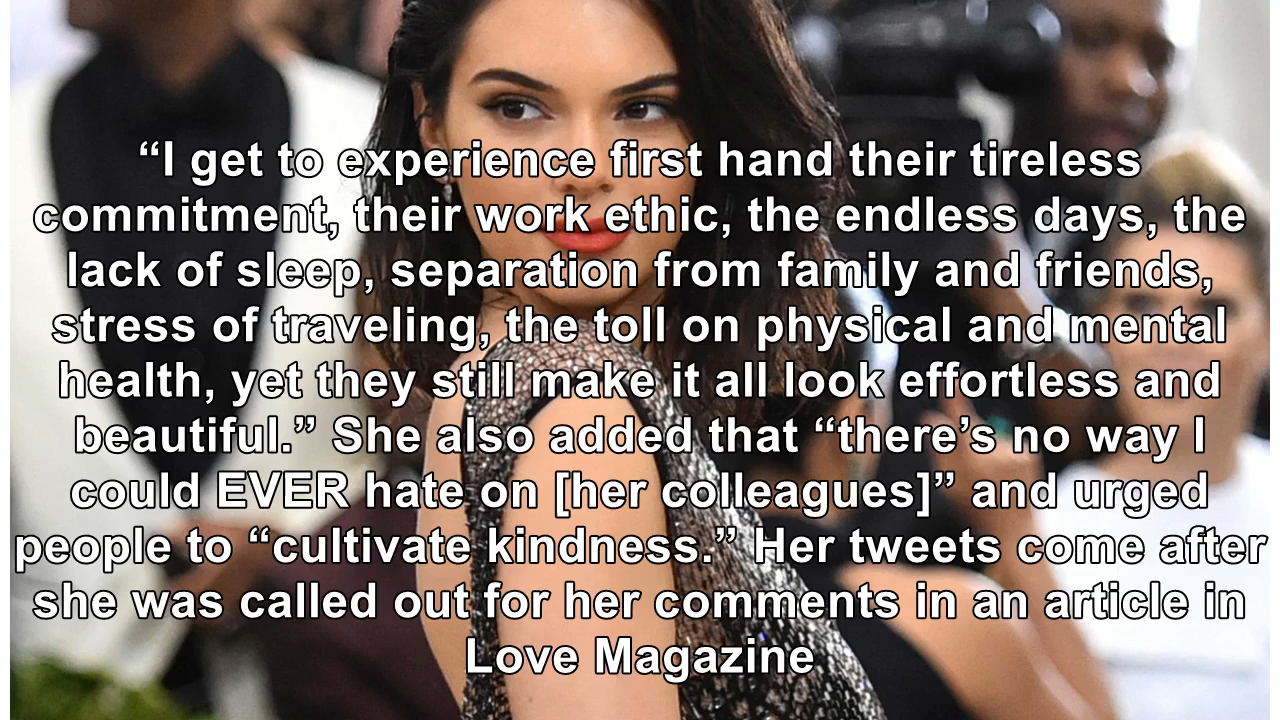 “I get to experience first hand their tireless
commitment, their work ethic, the endless days, the
lack of sleep, separation from family and friends,
stress of traveling, the toll on physical and mental
health, yet they still make it all look effortless and
beautiful.” She also added that “there’s no way I
could EVER hate on [her colleagues]” and urged
people to “cultivate kindness.” Her tweets come after
she was called out for her comments in an article in
Love Magazine